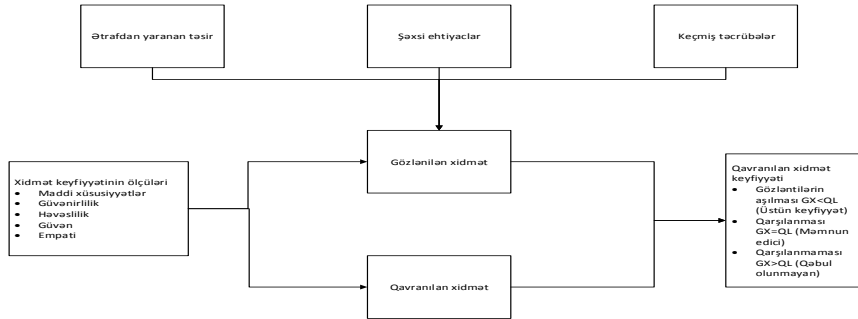 Ətrafdan yaranan təsir
Şəxsi ehtiyaclar
Keçmiş təcrübələr
Gözlənilən xidmət
Xidmət keyfiyyətinin ölçüləri
• Maddi xüsusiyyətlər
• Güvənirlilik
• Həvəslilik
• Güvən
• Empati
Qavranılan xidmət
Qavranılan xidmət
keyfiyyəti
• Gözləntilərin
aşılması GX<QL
(Üstün keyfiyyət)
• Qarşılanması
GX=QL (Məmnun
edici)
• Qarşılanmaması
GX>QL (Qəbul
olunmayan)